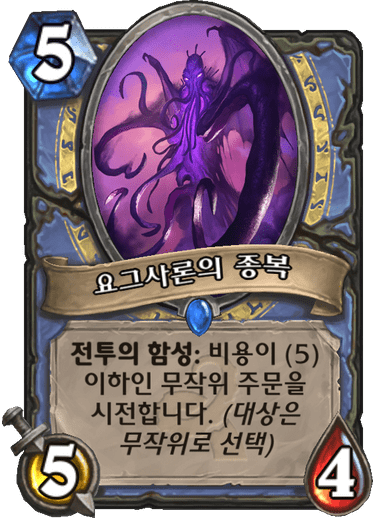 5
요그사론의 종복
전투의 함성: 비용이 (5)
이하인 무작위 주문을
시전합니다. (대상은
무작위로 선택)
5
4